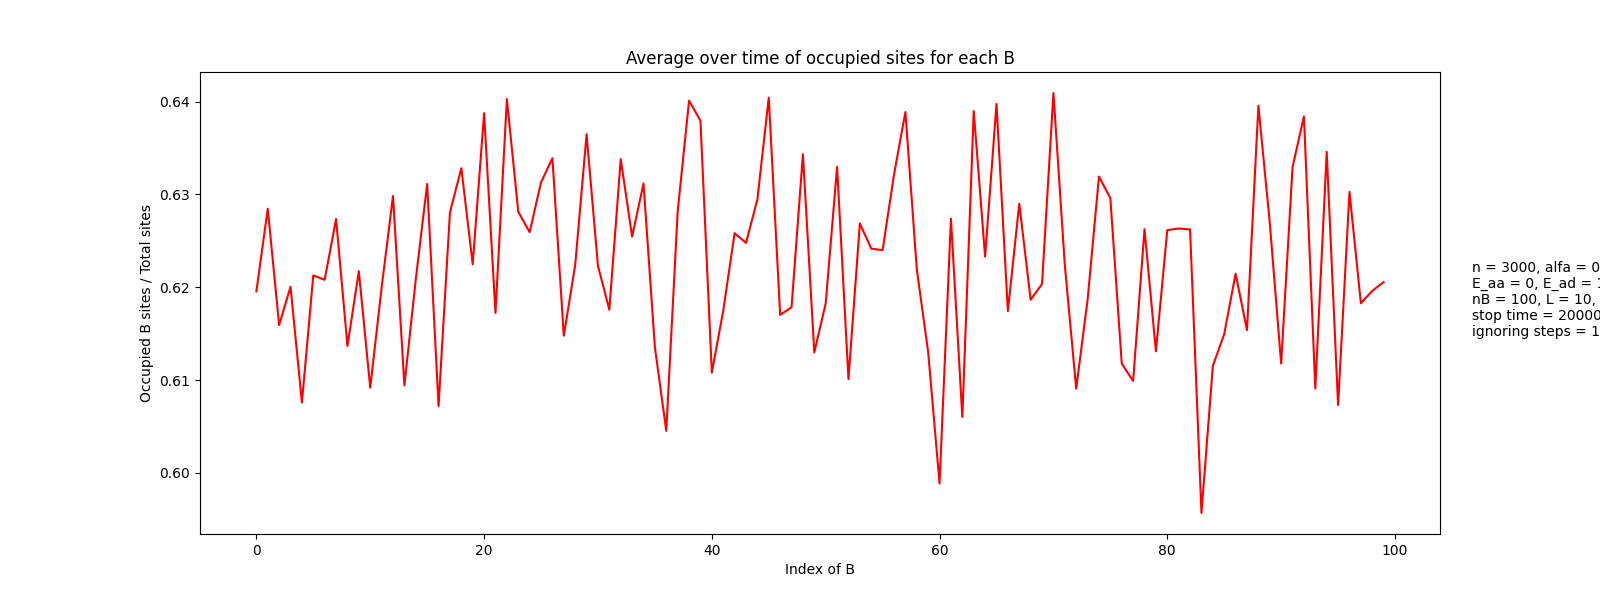 Average over time of occupied sites for each B
Occupied B sites / Total sites
0.64
0.63
0.62
0.61
0.60
0 20 40 60 80 100
Index of B
n = 3000, alfa = 0
E_aa = 0, E_ad = 1
nB = 100, L = 10,
stop time = 20000
ignoring steps = 1